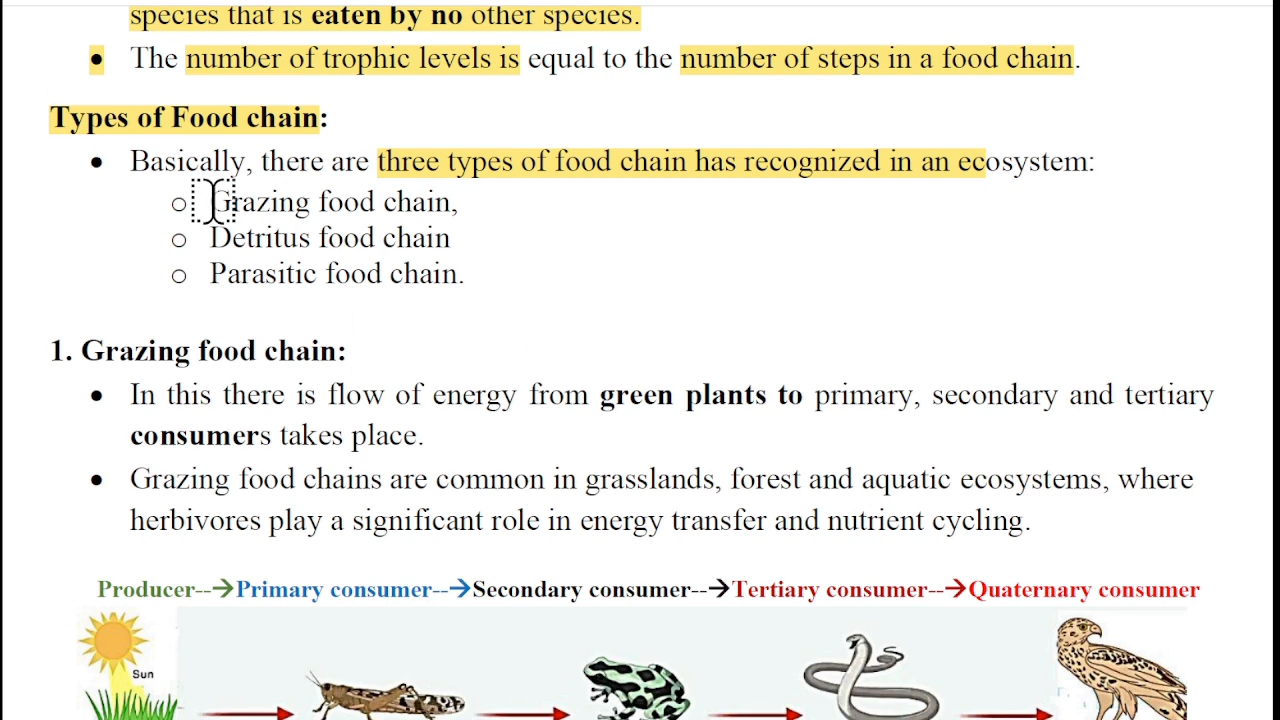 species that is eaten by no other species.
• The number of trophic levels is equal to the number of steps in a food chain.
Types of Food chain:
• Basically, there are three types of food chain has recognized in an ecosystem:
o Grazing food chain,
o Detritus food chain
o Parasitic food chain.
1. Grazing food chain:
• In this there is flow of energy from green plants to primary, secondary and tertiary
consumers takes place.
• Grazing food chains are common in grasslands, forest and aquatic ecosystems, where
herbivores play a significant role in energy transfer and nutrient cycling.
Producer--→Primary consumer--→Secondary consumer--→Tertiary consumer--→Quaternary consumer
Sun